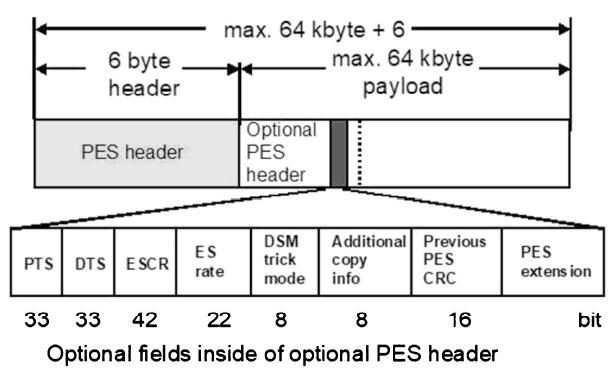 max. 64 kbyte + 6
6 byte
header
max. 64 kbyte
payload
PES header
Optional
PES
header
PTS
DTS
ESCR
ES
rate
DSM
trick
mode
Additional
copy
info
Previous
PES
CRC
PES
extension
33 33 42 22 8 8 16 bit
Optional fields inside of optional PES header